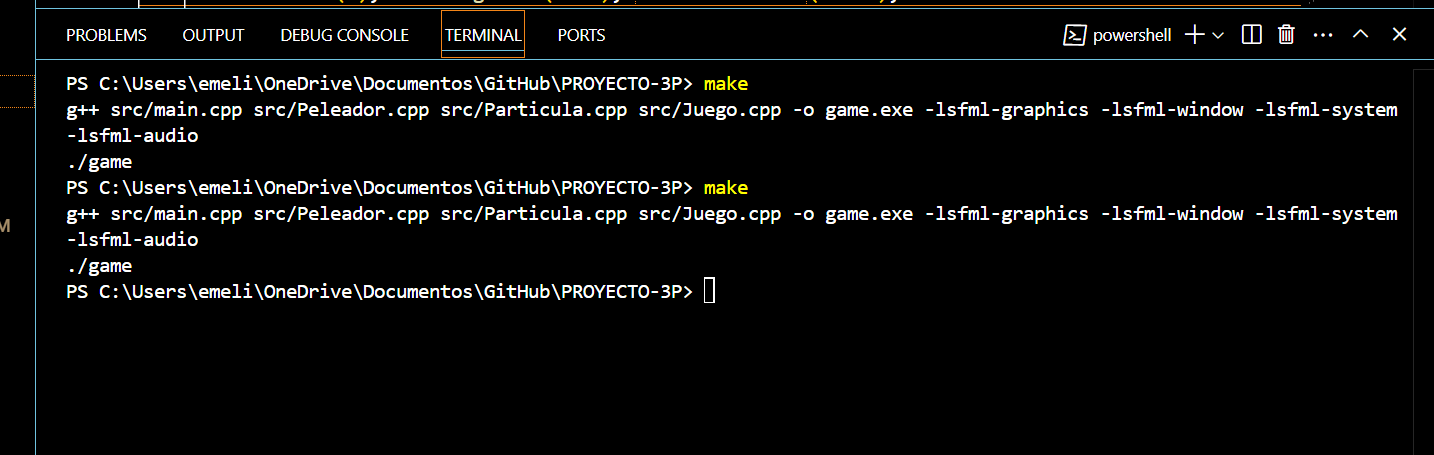 PROBLEMS OUTPUT DEBUG CONSOLE TERMINAL PORTS powershell
PS C:\Users\emeli\OneDrive\Documentos\GitHub\PROYECTO-3P> make
g++ src/main.cpp src/Peleador.cpp src/Particula.cpp src/Juego.cpp -o game.exe -lsfml-graphics -lsfml-window -lsfml-system
-lsfml-audio
./game
PS C:\Users\emeli\OneDrive\Documentos\GitHub\PROYECTO-3P> make
g++ src/main.cpp src/Peleador.cpp src/Particula.cpp src/Juego.cpp -o game.exe -lsfml-graphics -lsfml-window -lsfml-system
M
-lsfml-audio
./game
PS C:\Users\emeli\OneDrive\Documentos\GitHub\PROYECTO-3P>